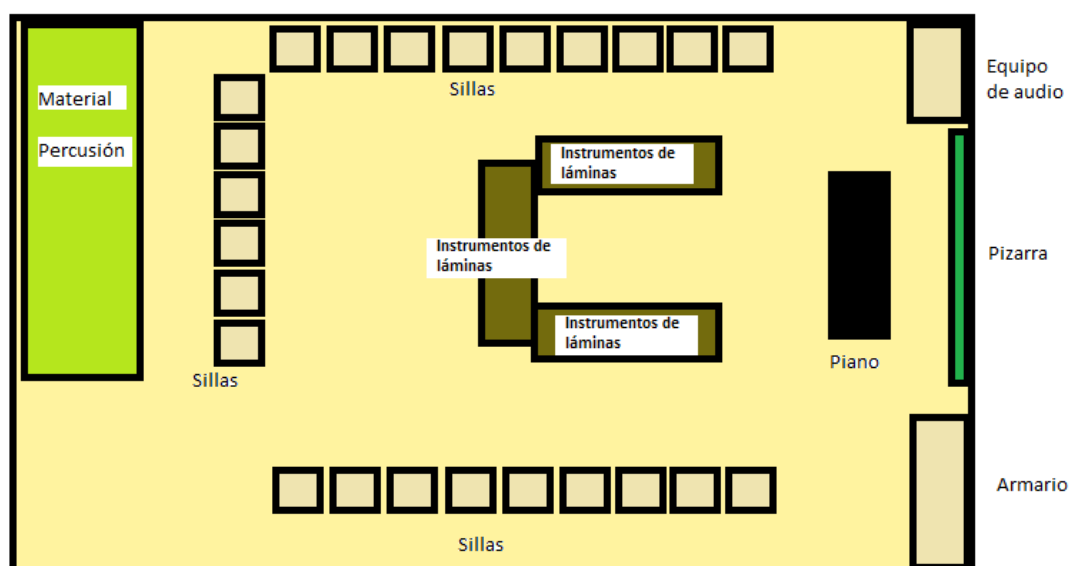 Material
Percusión
Sillas
Equipo
de audio
Instrumentos de
láminas
Instrumentos de
láminas
Pizarra
Instrumentos de
láminas
Piano
Sillas
Armario
Sillas